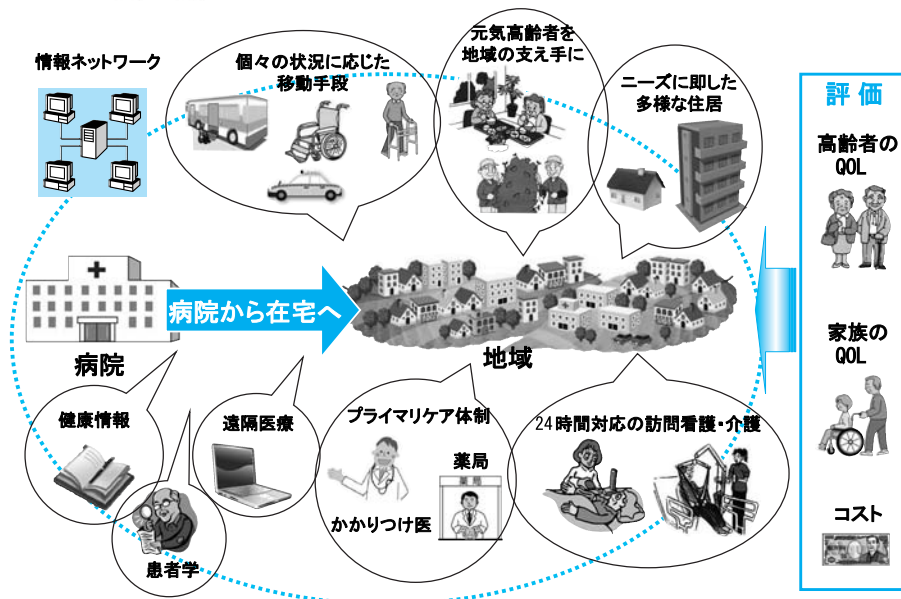 情報ネットワーク
個々の状況に応じた
移動手段
元気高齢者を
地域の支え手に
ニーズに即した
多様な住居
評価
高齢者の
QOL
病院から在宅へ
病院
地域
家族の
QOL
健康情報
遠隔医療
プライマリケア体制
薬局
薬局
かかりつけ医
24時間対応の訪問看護・介護
患者学
コスト